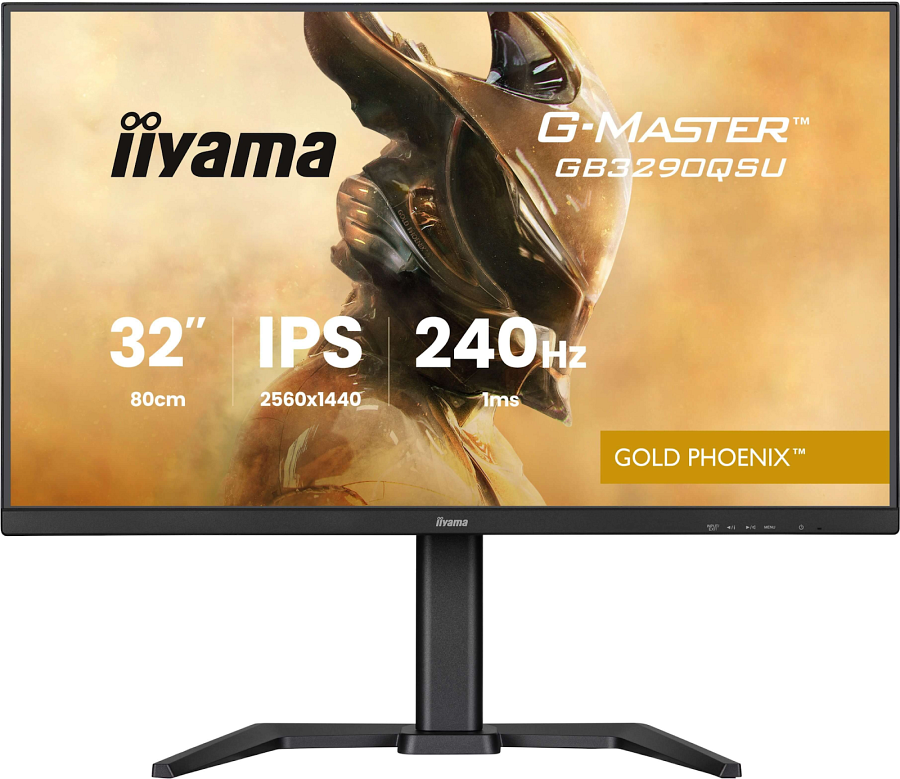 iiyama
G-MASTER™
GB3290QSU
32"
IPS
240Hz
80cm
2560x1440
1ms
GOLD PHOENIX™
iiyama
MENU